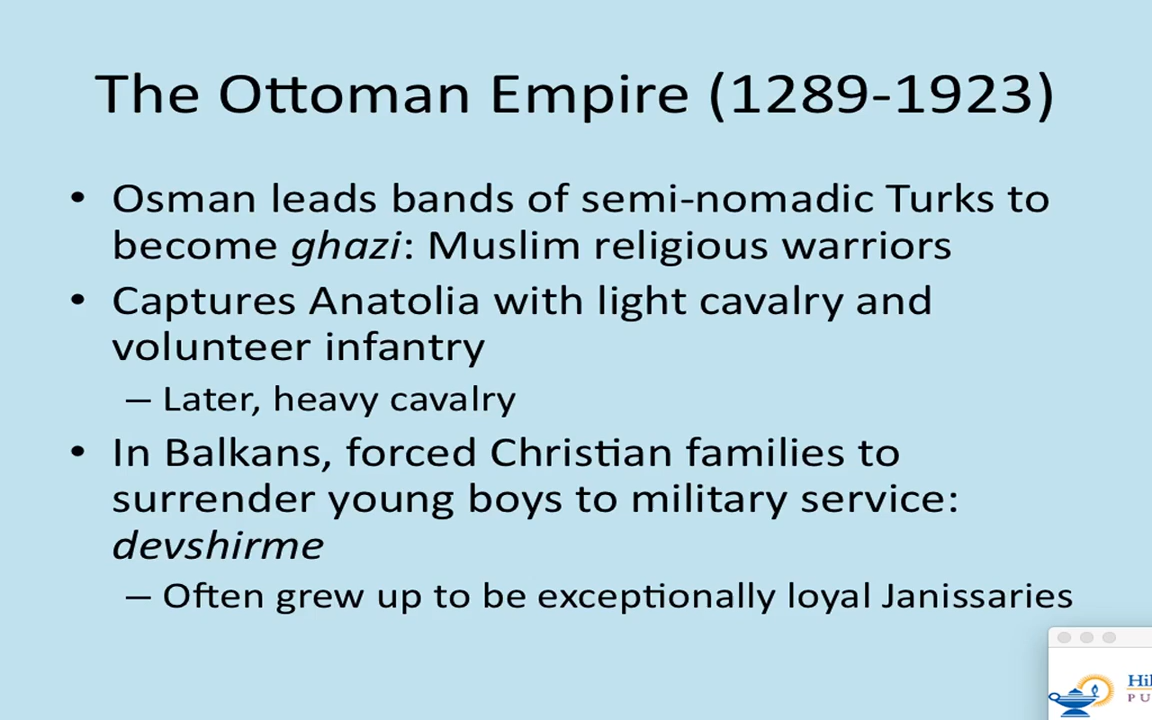 The Ottoman Empire (1289-1923)
• Osman leads bands of semi-nomadic Turks to
become ghazi: Muslim religious warriors
• Captures Anatolia with light cavalry and
volunteer infantry
– Later, heavy cavalry
• In Balkans, forced Christian families to
surrender young boys to military service:
devshirme
– Often grew up to be exceptionally loyal Janissaries